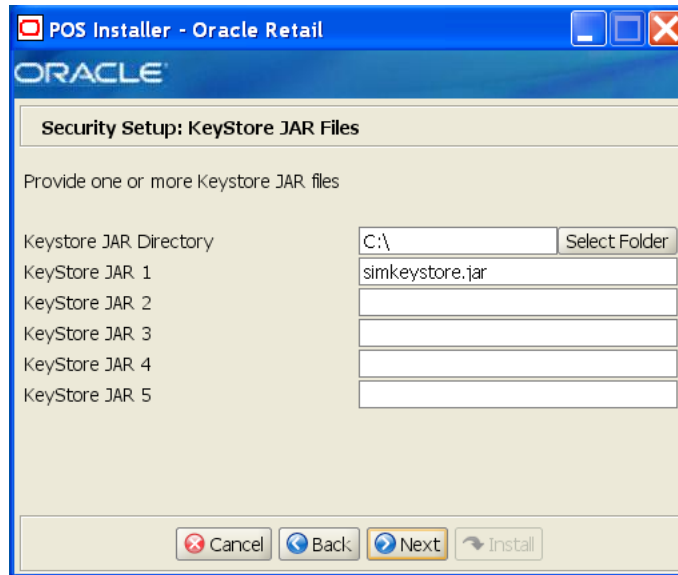 POS Installer - Oracle Retail
ORACLE
Security Setup: KeyStore JAR Files
Provide one or more Keystore JAR files
Keystore JAR Directory C:\ Select Folder
KeyStore JAR 1 simkeystore.jar
KeyStore JAR 2
KeyStore JAR 3
KeyStore JAR 4
KeyStore JAR 5
Cancel Back Next Install